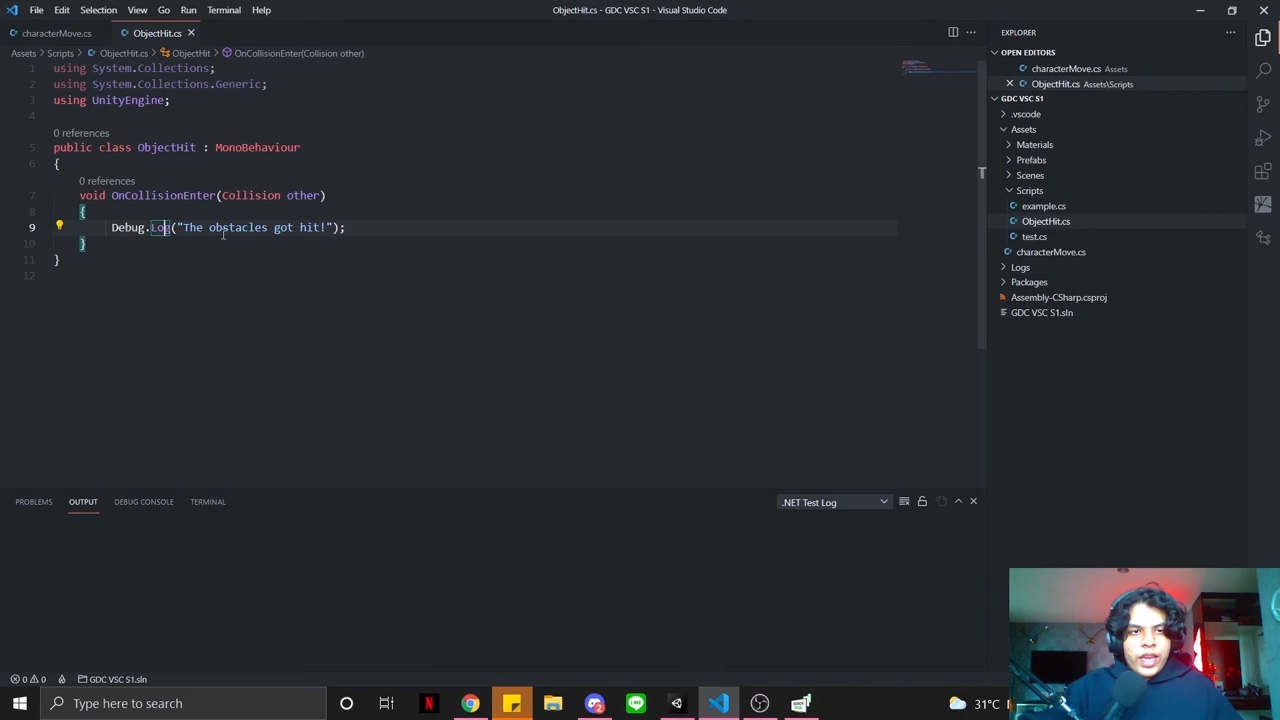 File Edit Selection View Go Run Terminal Help
ObjectHit.cs - GDC VSC S1 - Visual Studio Code
characterMove.cs ObjectHit.cs
Assets > Scripts > ObjectHit.cs > ObjectHit > OnCollisionEnter(Collision other)
1 using System.Collections;
2 using System.Collections.Generic;
3 using UnityEngine;
4
0 references
5 public class ObjectHit : MonoBehaviour
6 {
0 references
7 void OnCollisionEnter(Collision other)
8 {
9 Debug.Log("The obstacles got hit!");
10 }
11 }
12
EXPLORER
OPEN EDITORS
characterMove.cs Assets
ObjectHit.cs Assets\Scripts
GDC VSC S1
.vscode
Assets
Materials
Prefabs
Scenes
Scripts
example.cs
ObjectHit.cs
test.cs
characterMove.cs
Logs
Packages
Assembly-CSharp.csproj
GDC VSC S1.sln
PROBLEMS OUTPUT DEBUG CONSOLE TERMINAL
.NET Test Log
0 0 GDC VSC S1.sln
Type here to search
31°C